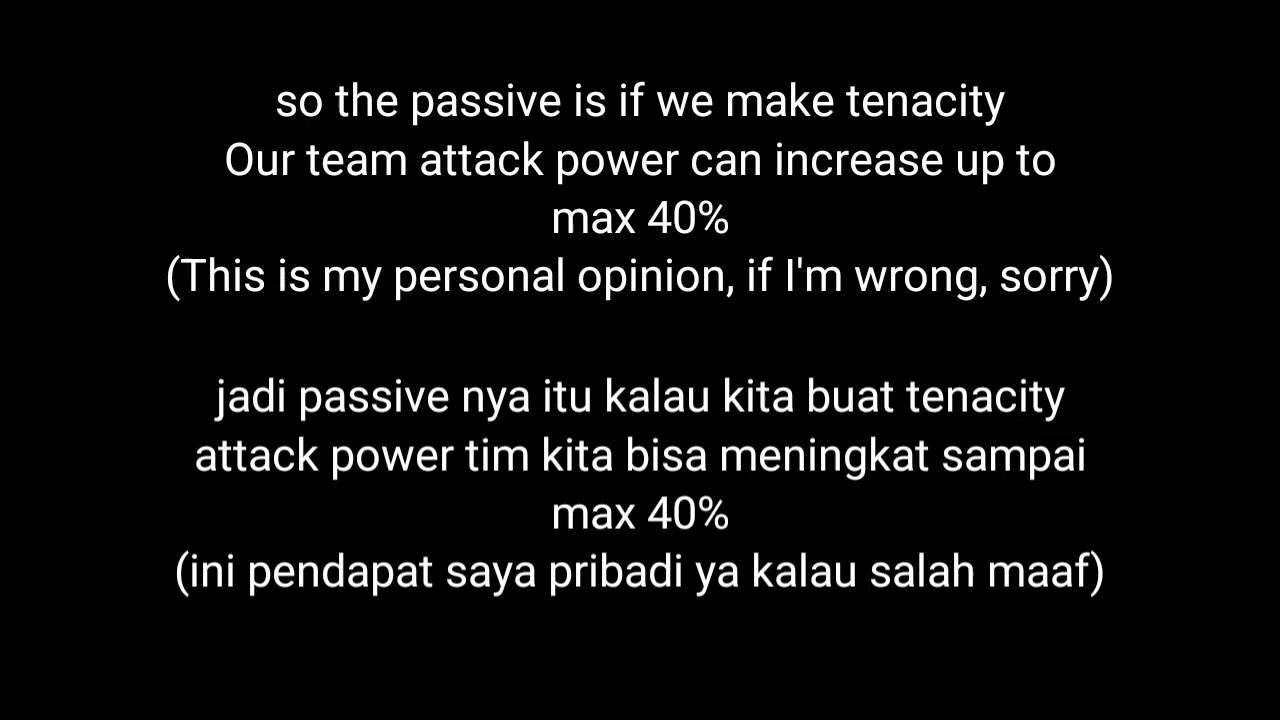 so the passive is if we make tenacity
Our team attack power can increase up to
max 40%
(This is my personal opinion, if I'm wrong, sorry)
jadi passive nya itu kalau kita buat tenacity
attack power tim kita bisa meningkat sampai
max 40%
(ini pendapat saya pribadi ya kalau salah maaf)